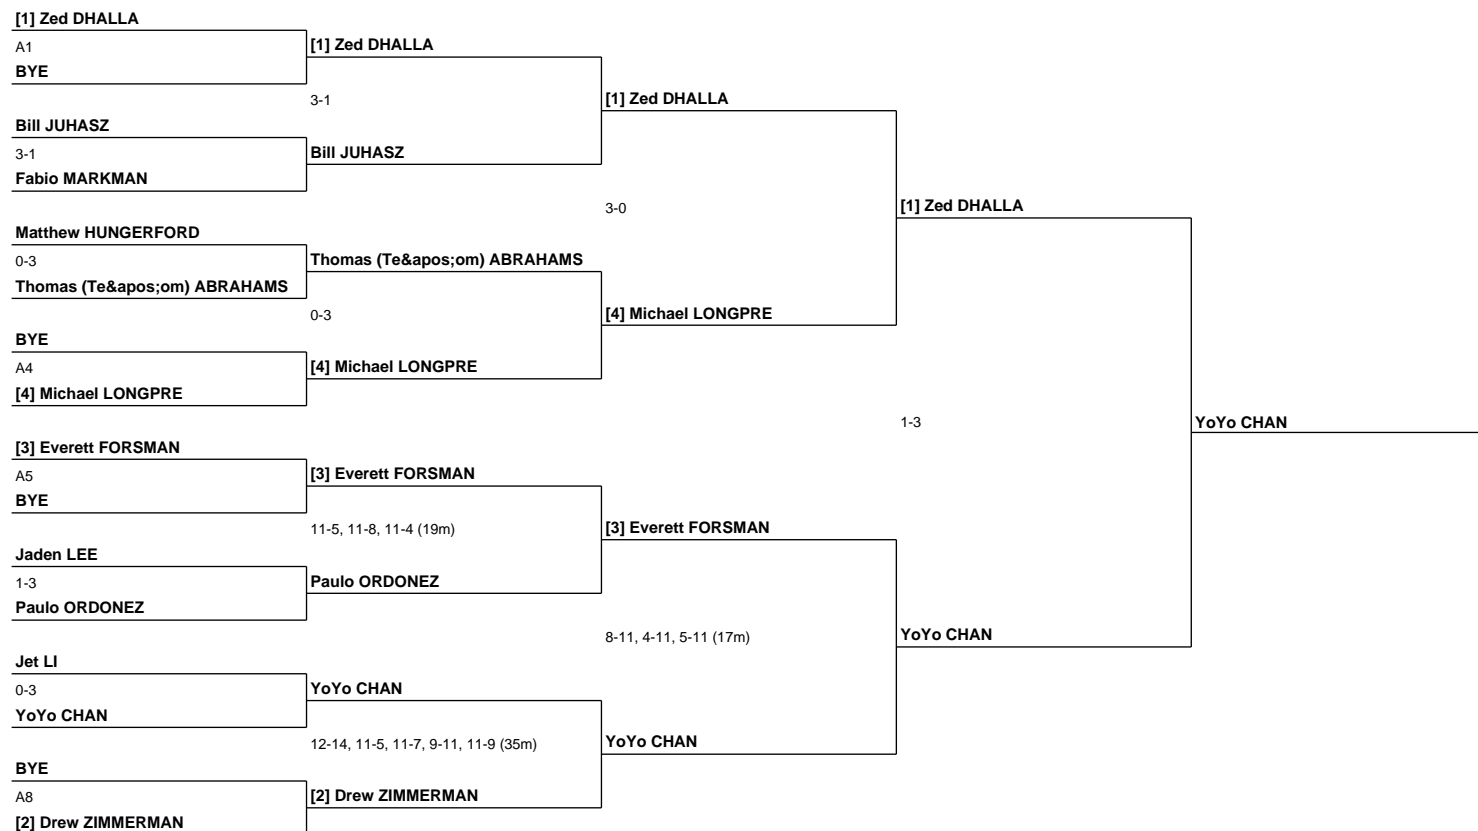 [1] Zed DHALLA
A1
BYE
[1] Zed DHALLA
3-1
[1] Zed DHALLA
Bill JUHASZ
3-1
Fabio MARKMAN
Bill JUHASZ
3-0
[1] Zed DHALLA
Matthew HUNGERFORD
0-3
Thomas (Te&apos;om) ABRAHAMS
Thomas (Te&apos;om) ABRAHAMS
0-3
[4] Michael LONGPRE
BYE
A4
[4] Michael LONGPRE
[4] Michael LONGPRE
1-3
YoYo CHAN
[3] Everett FORSMAN
A5
BYE
[3] Everett FORSMAN
11-5, 11-8, 11-4 (19m)
[3] Everett FORSMAN
Jaden LEE
1-3
Paulo ORDONEZ
Paulo ORDONEZ
8-11, 4-11, 5-11 (17m)
YoYo CHAN
Jet LI
0-3
YoYo CHAN
YoYo CHAN
12-14, 11-5, 11-7, 9-11, 11-9 (35m)
YoYo CHAN
BYE
A8
[2] Drew ZIMMERMAN
[2] Drew ZIMMERMAN